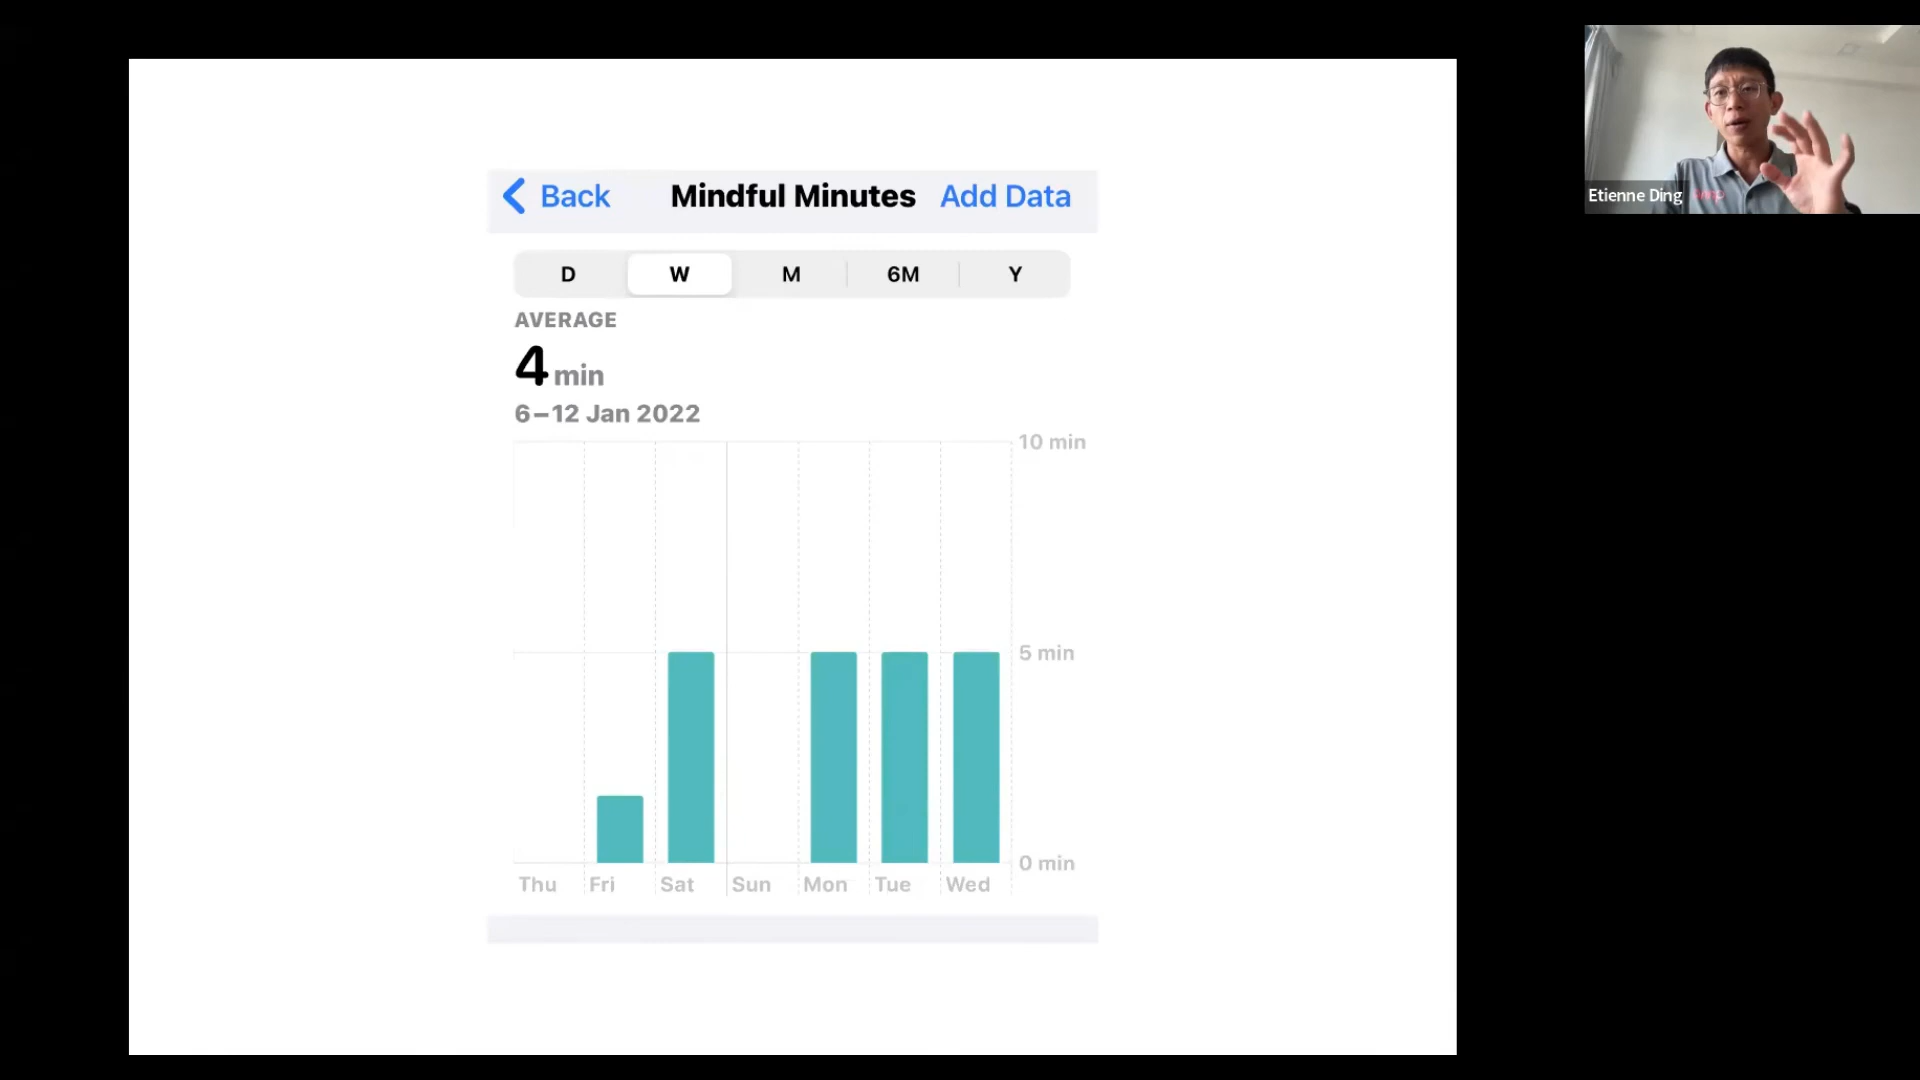 Back Mindful Minutes Add Data
D W M 6M Y
AVERAGE
4 min
6–12 Jan 2022
10 min
5 min
0 min
Thu Fri Sat Sun Mon Tue Wed
Etienne Ding